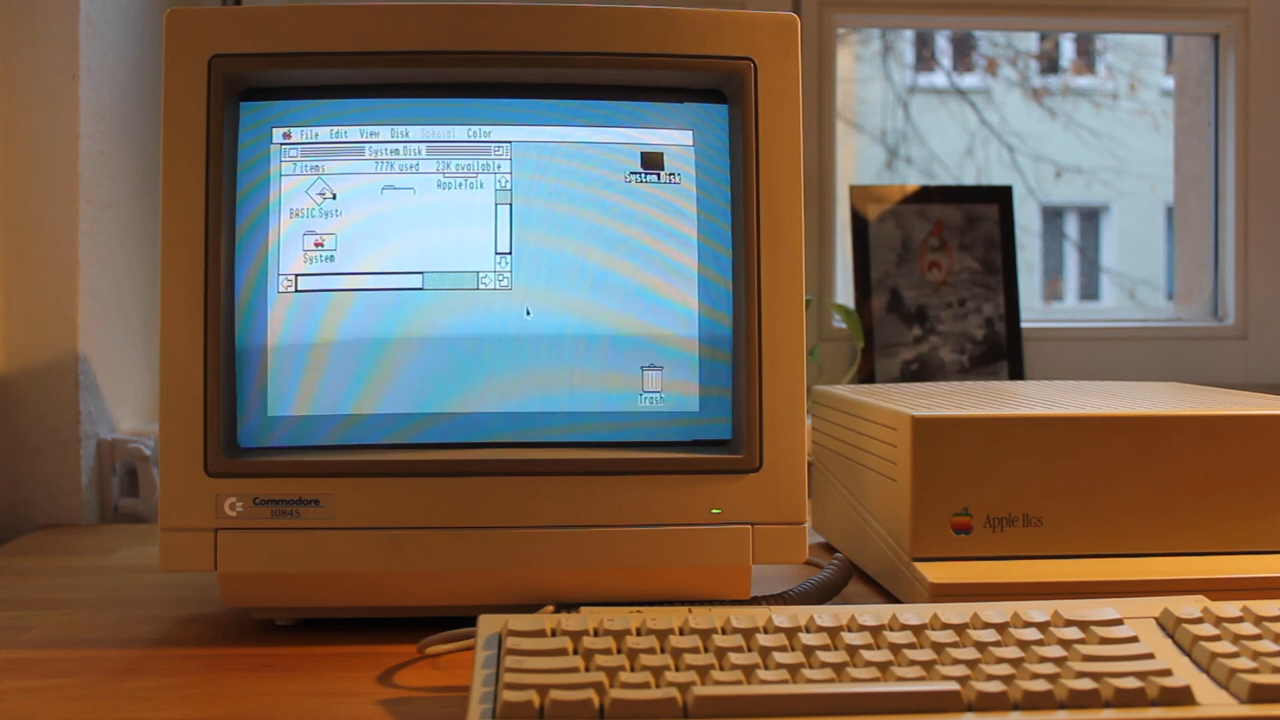 File Edit View Disk Special Color
System.Disk
7 items 777K used 23K available
AppleTalk
BASIC.Syst
System
System.Disk
Trash
Commodore
1084S
Apple IIGS